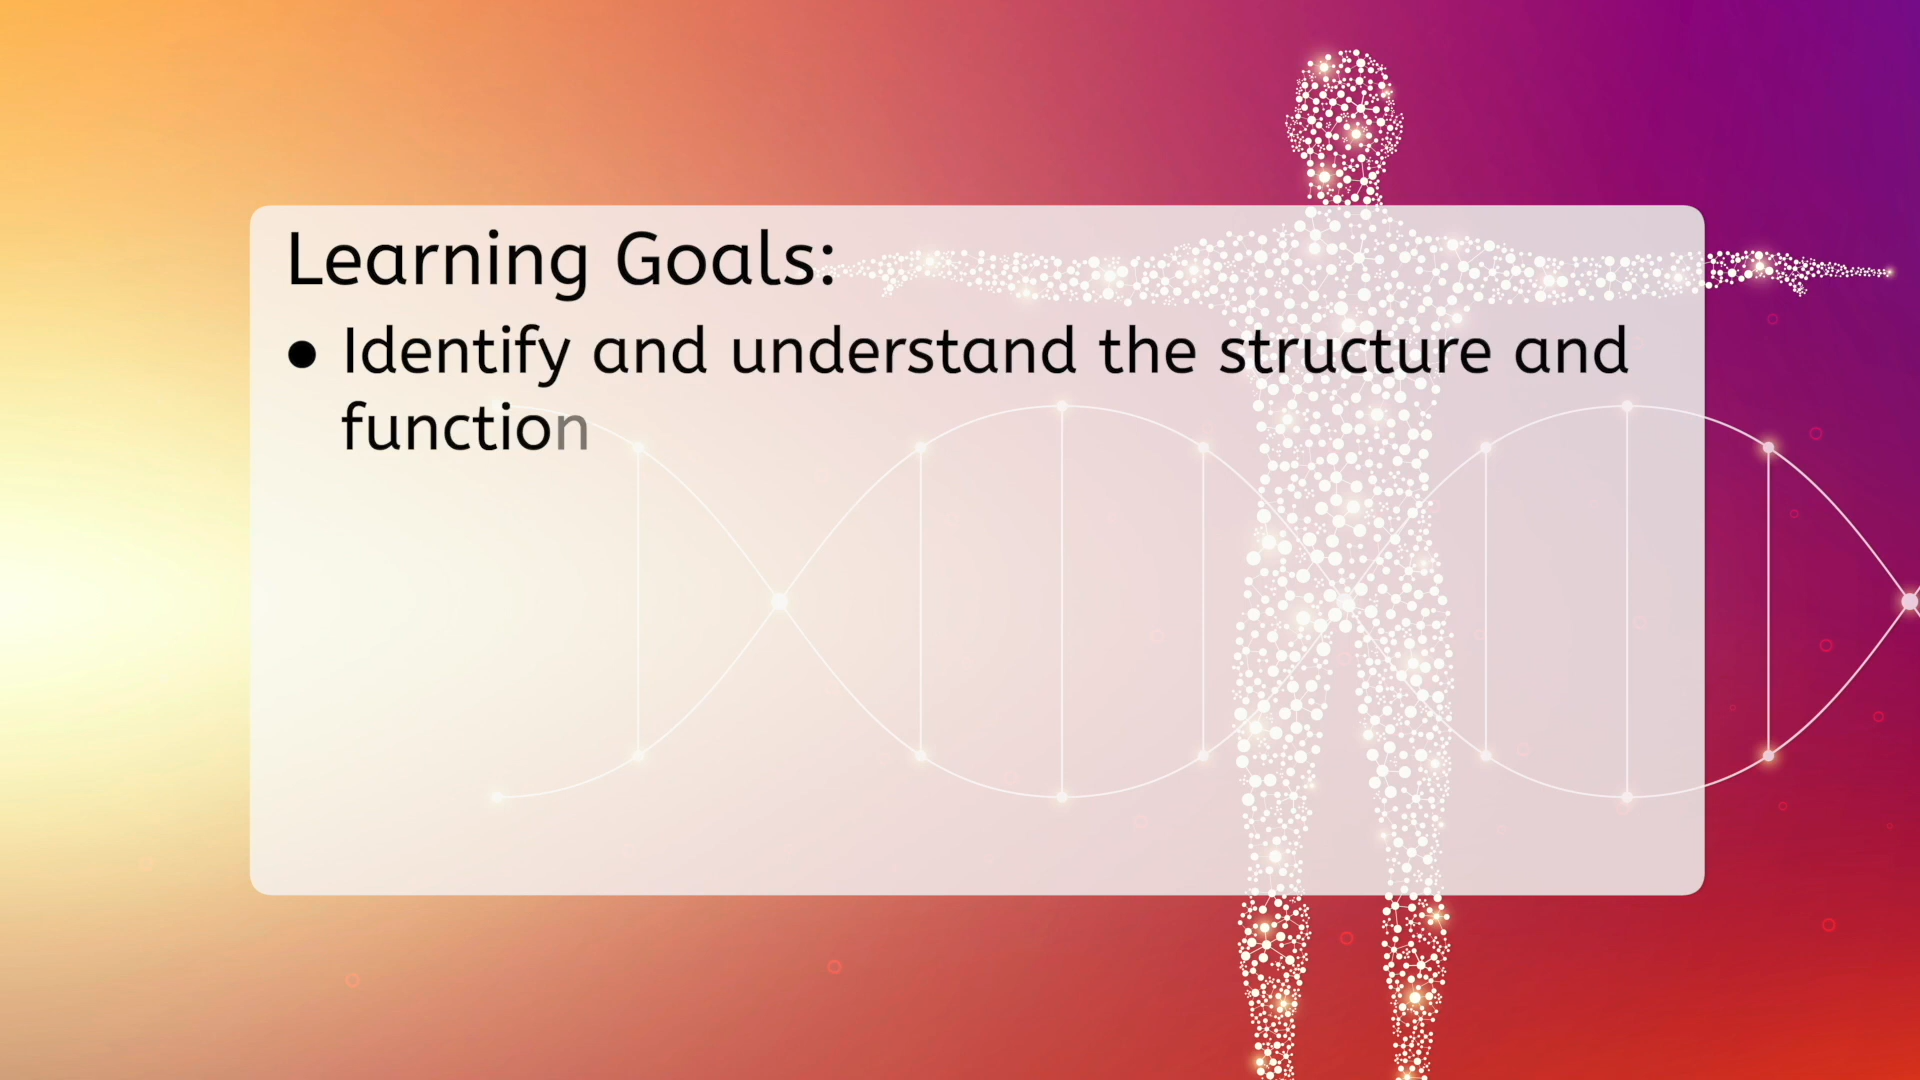 Learning Goals:
● Identify and understand the structure and
function